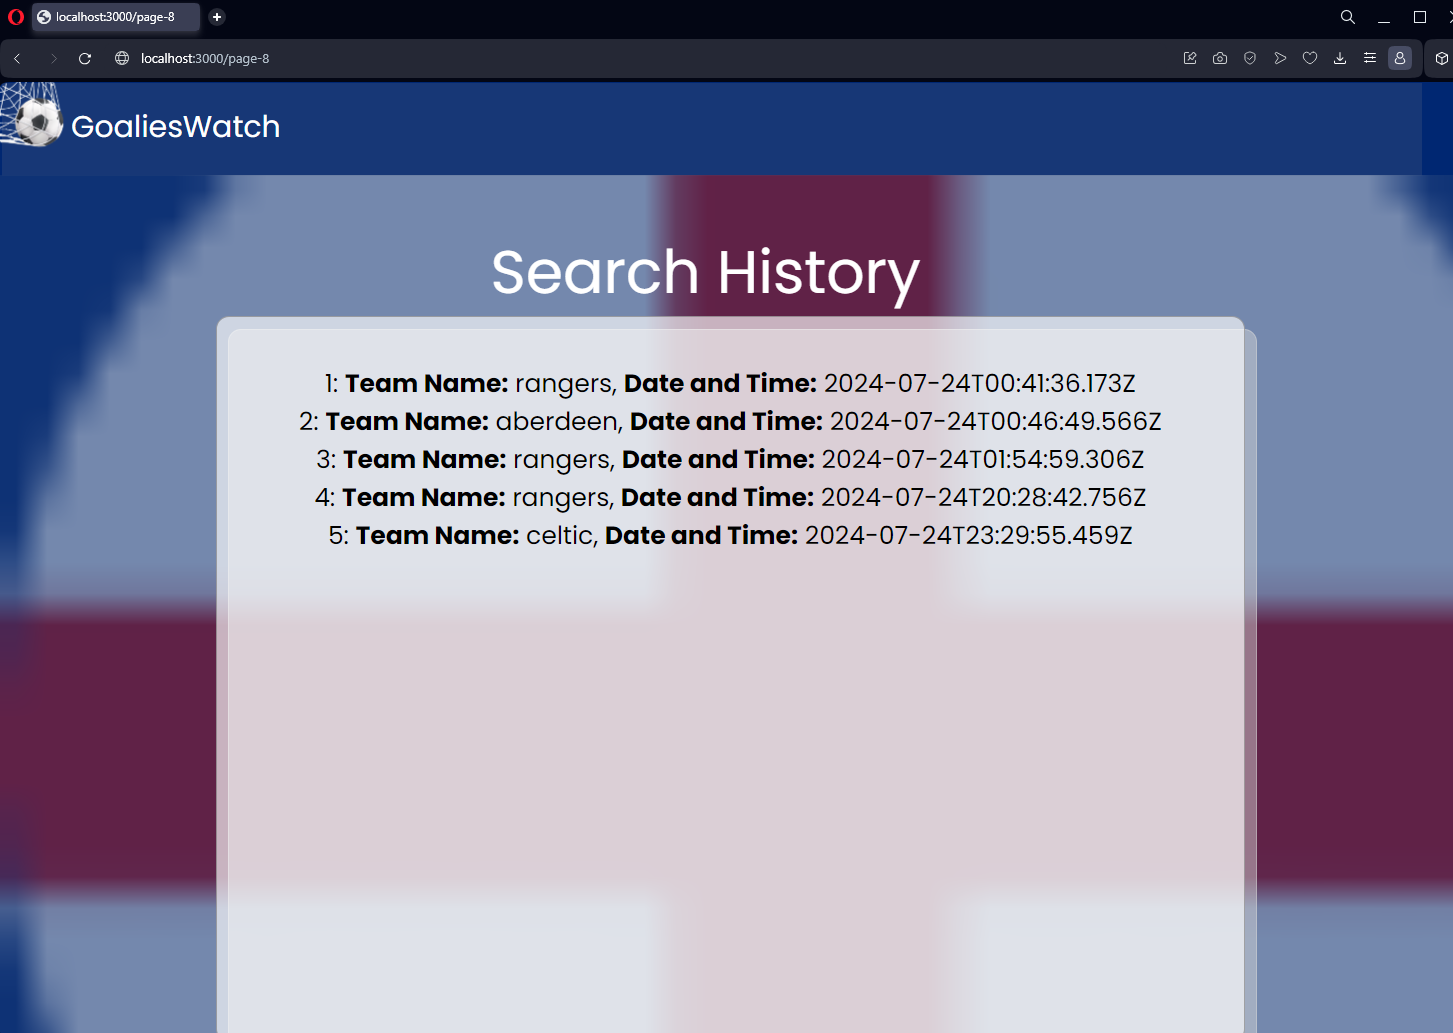 localhost:3000/page-8
localhost:3000/page-8
GoaliesWatch
Search History
1: Team Name: rangers, Date and Time: 2024-07-24T00:41:36.173Z
2: Team Name: aberdeen, Date and Time: 2024-07-24T00:46:49.566Z
3: Team Name: rangers, Date and Time: 2024-07-24T01:54:59.306Z
4: Team Name: rangers, Date and Time: 2024-07-24T20:28:42.756Z
5: Team Name: celtic, Date and Time: 2024-07-24T23:29:55.459Z